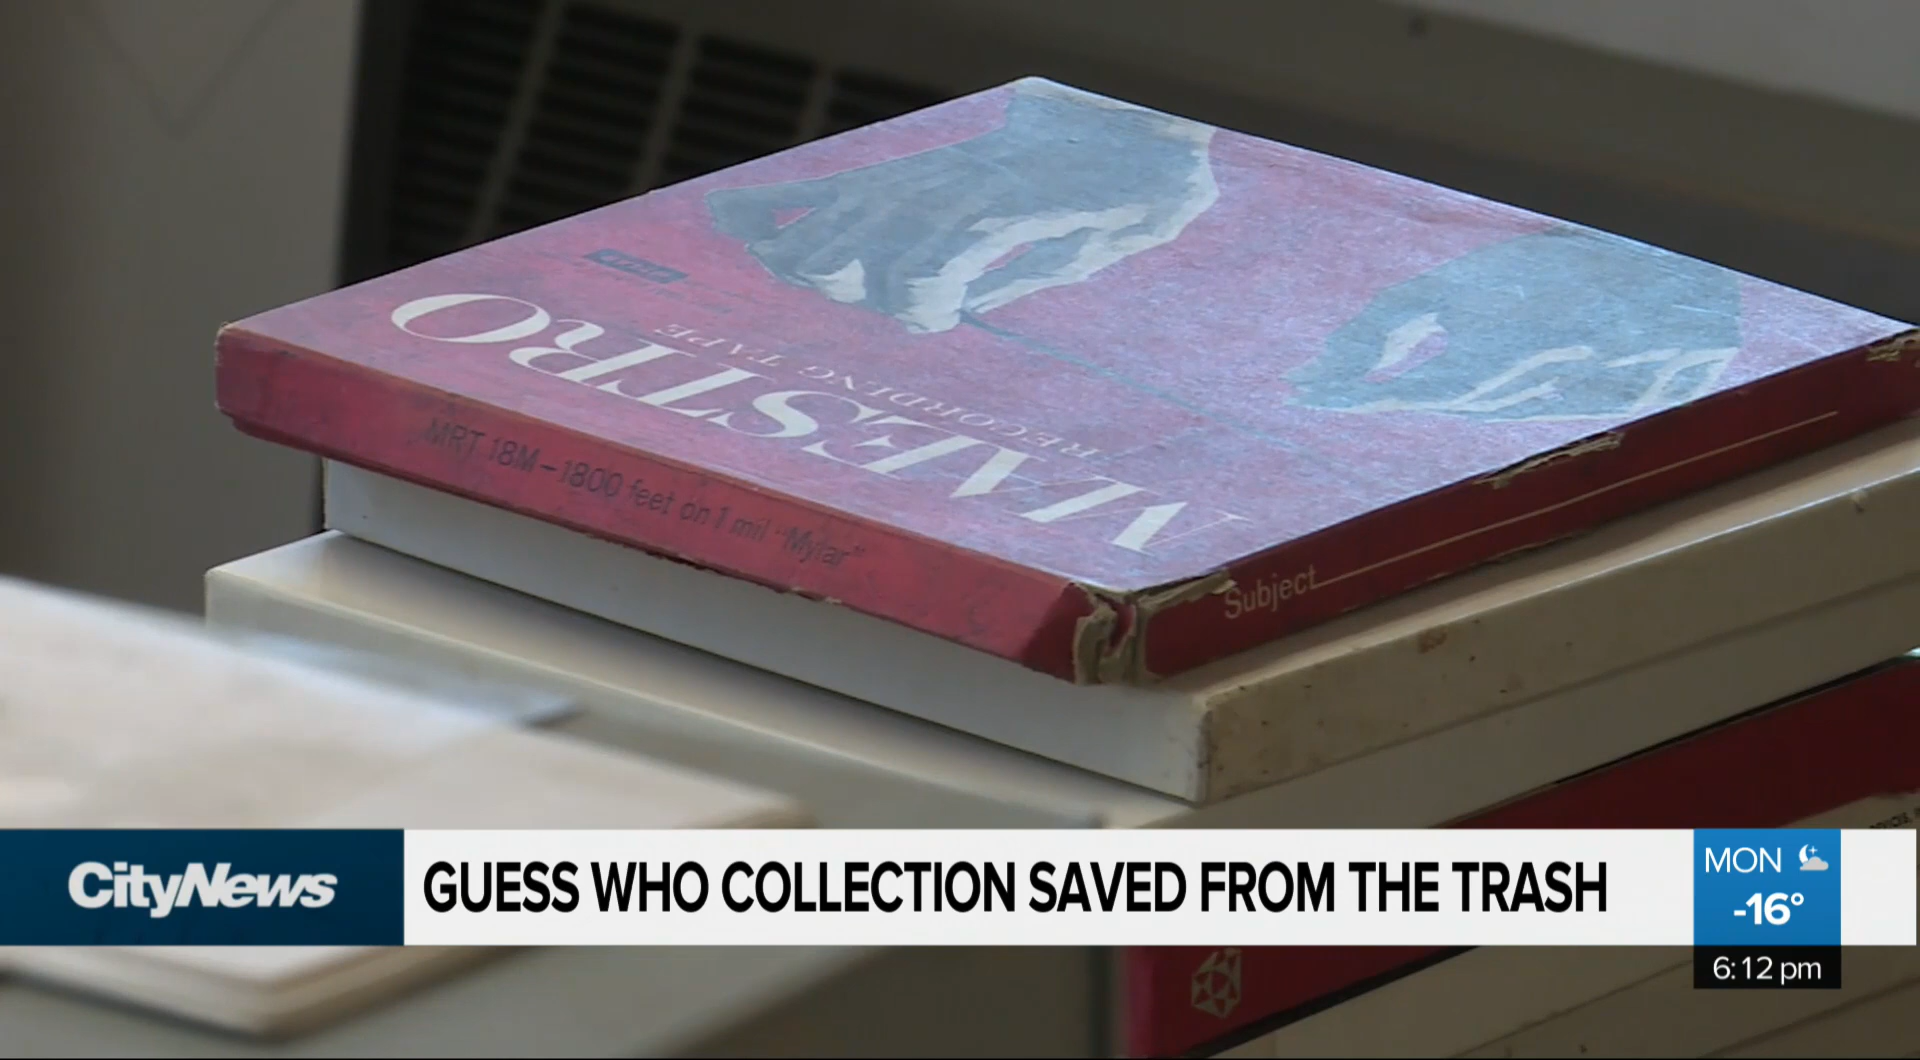 MAESTRO
RECORDING TAPE
MRT 18M-1800 feet on 1 mil "Mylar"
Subject
CityNews
GUESS WHO COLLECTION SAVED FROM THE TRASH
MON
-16°
6:12 pm